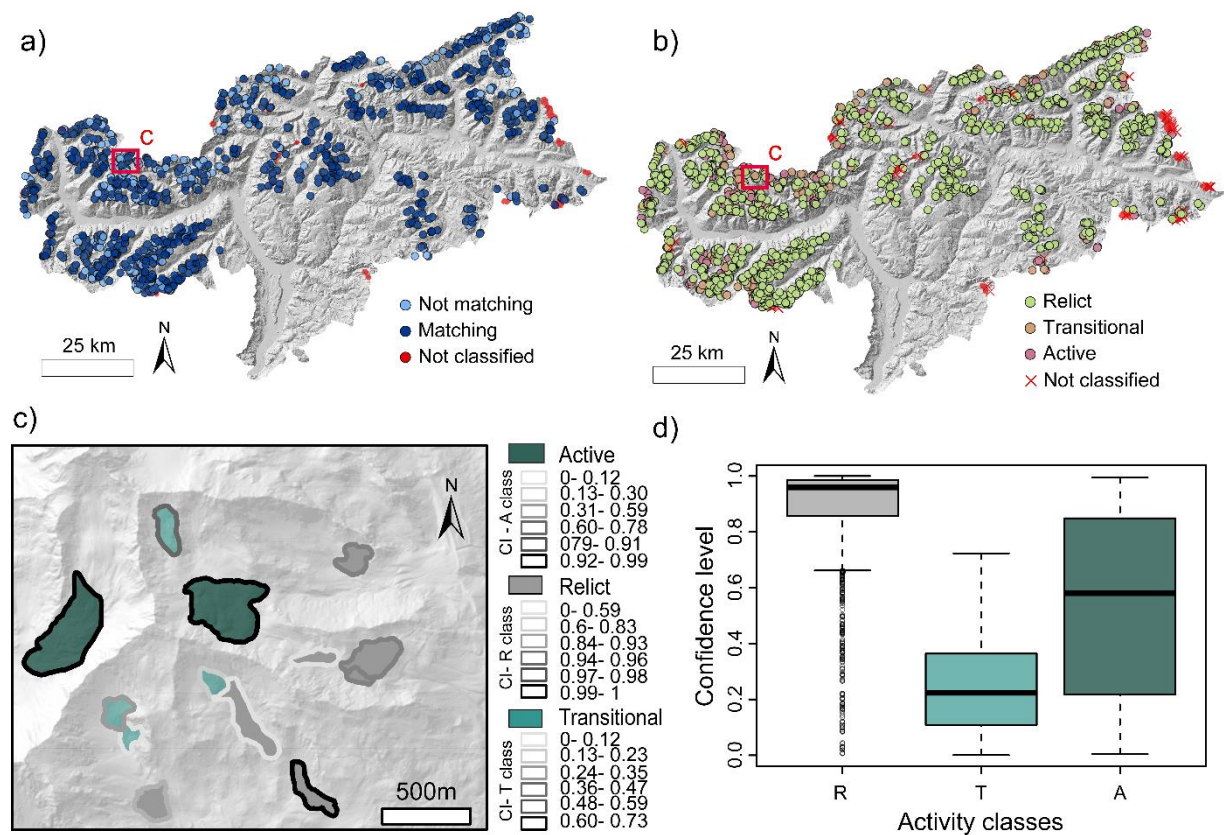 a)
C
Not matching
Matching
Not classified
25 km
N
b)
C
Relict
Transitional
Active
Not classified
25 km
N
c)
N
500m
Active
CI - A class
0- 0.12
0.13- 0.30
0.31- 0.59
0.60- 0.78
079- 0.91
0.92- 0.99
Relict
CI- R class
0- 0.59
0.6- 0.83
0.84- 0.93
0.94- 0.96
0.97- 0.98
0.99- 1
Transitional
CI- T class
0- 0.12
0.13- 0.23
0.24- 0.35
0.36- 0.47
0.48- 0.59
0.60- 0.73
d)
Confidence level
1.0
0.8
0.6
0.4
0.2
0.0
R
T
A
Activity classes